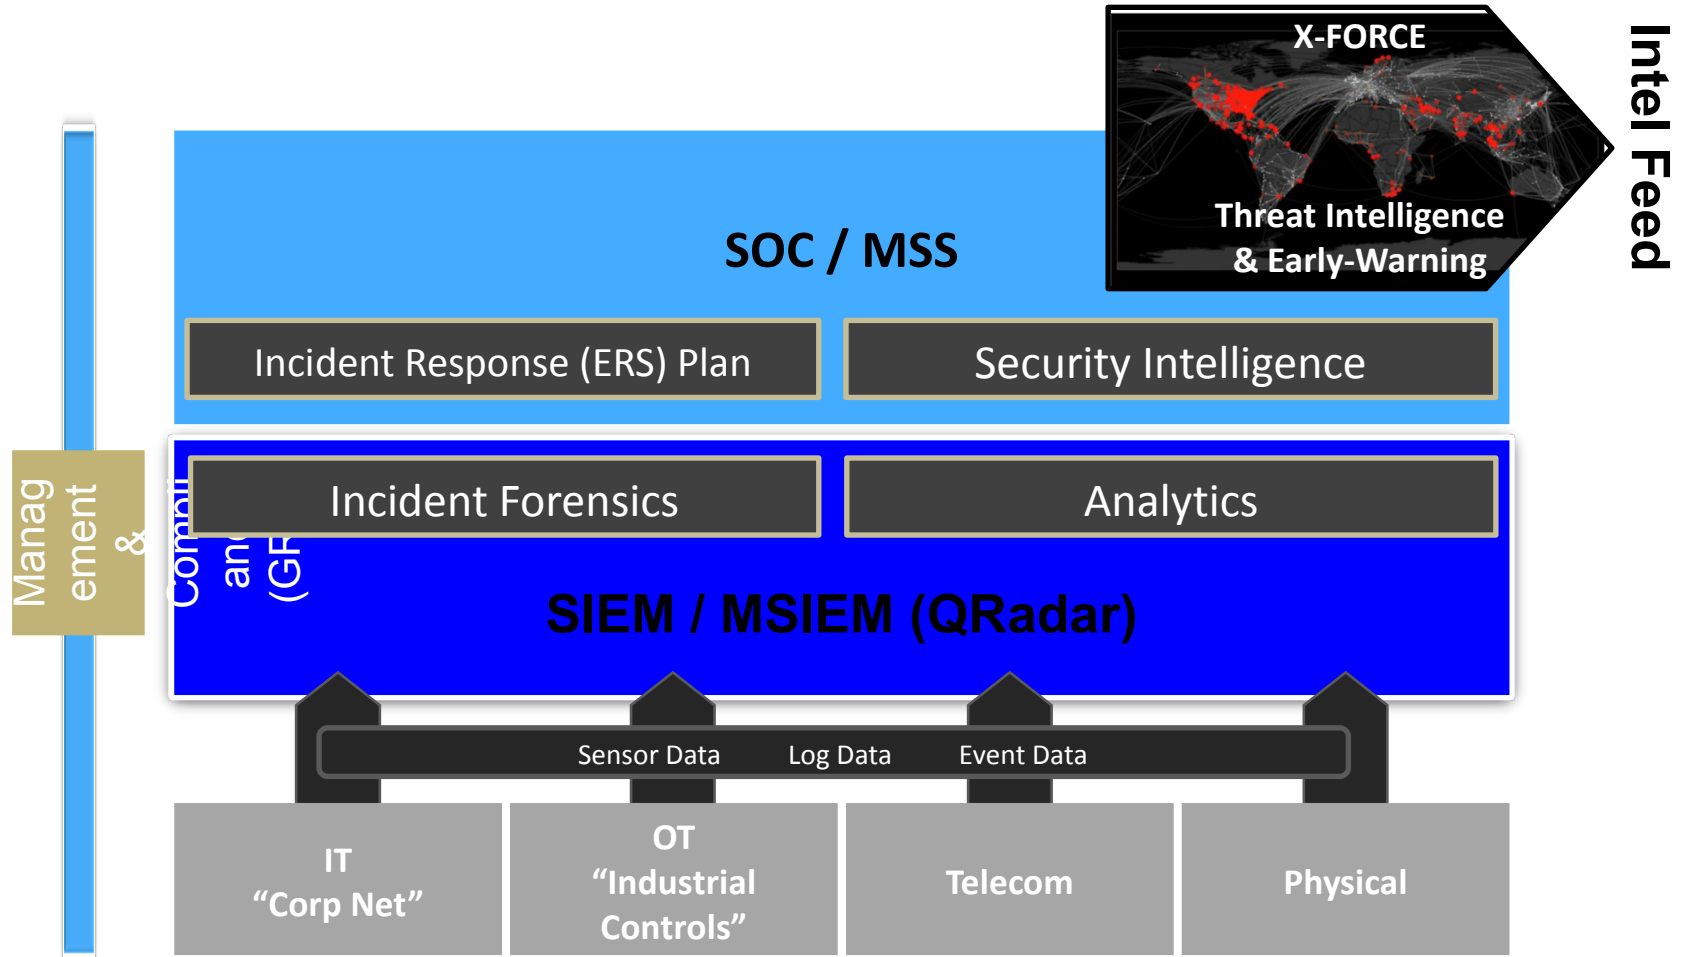 X-FORCE
Threat Intelligence
& Early-Warning
Intel Feed
SOC / MSS
Incident Response (ERS) Plan
Security Intelligence
Incident Forensics
Analytics
Manag
ement
&
SIEM / MSIEM (QRadar)
Sensor Data Log Data Event Data
IT
“Corp Net”
OT
“Industrial
Controls”
Telecom
Physical